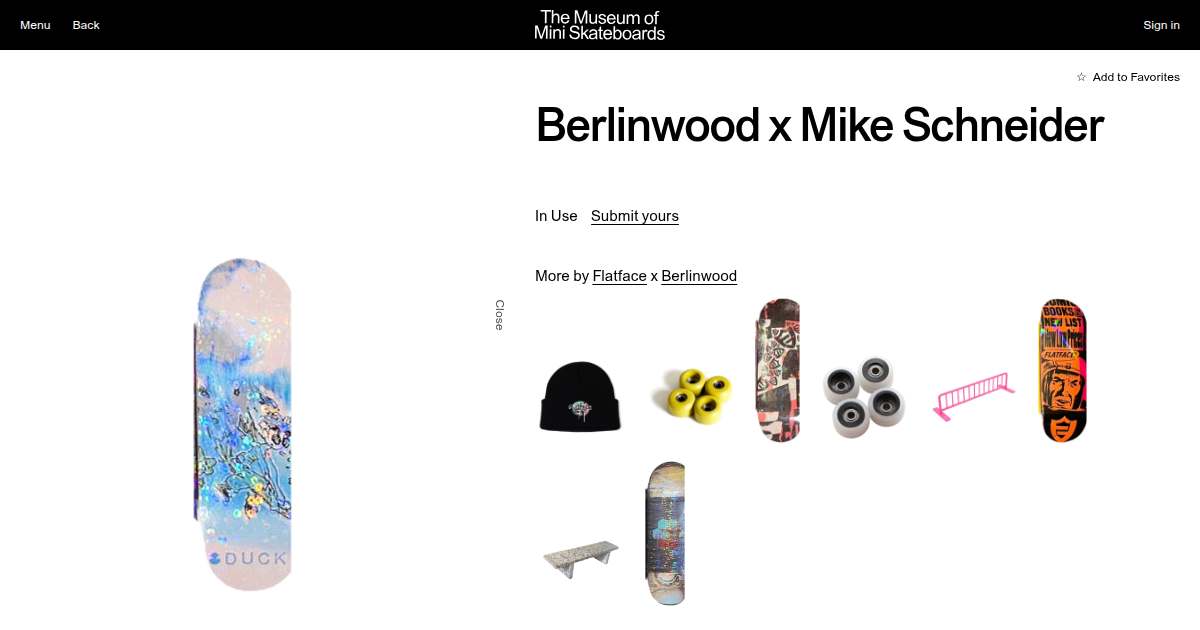 Menu
Back
The Museum of
Mini Skateboards
Sign in
☆ Add to Favorites
Berlinwood x Mike Schneider
In Use
Submit yours
More by Flatface x Berlinwood
Close
DUCK
BOOKS
NEW LIST
FLATFACE